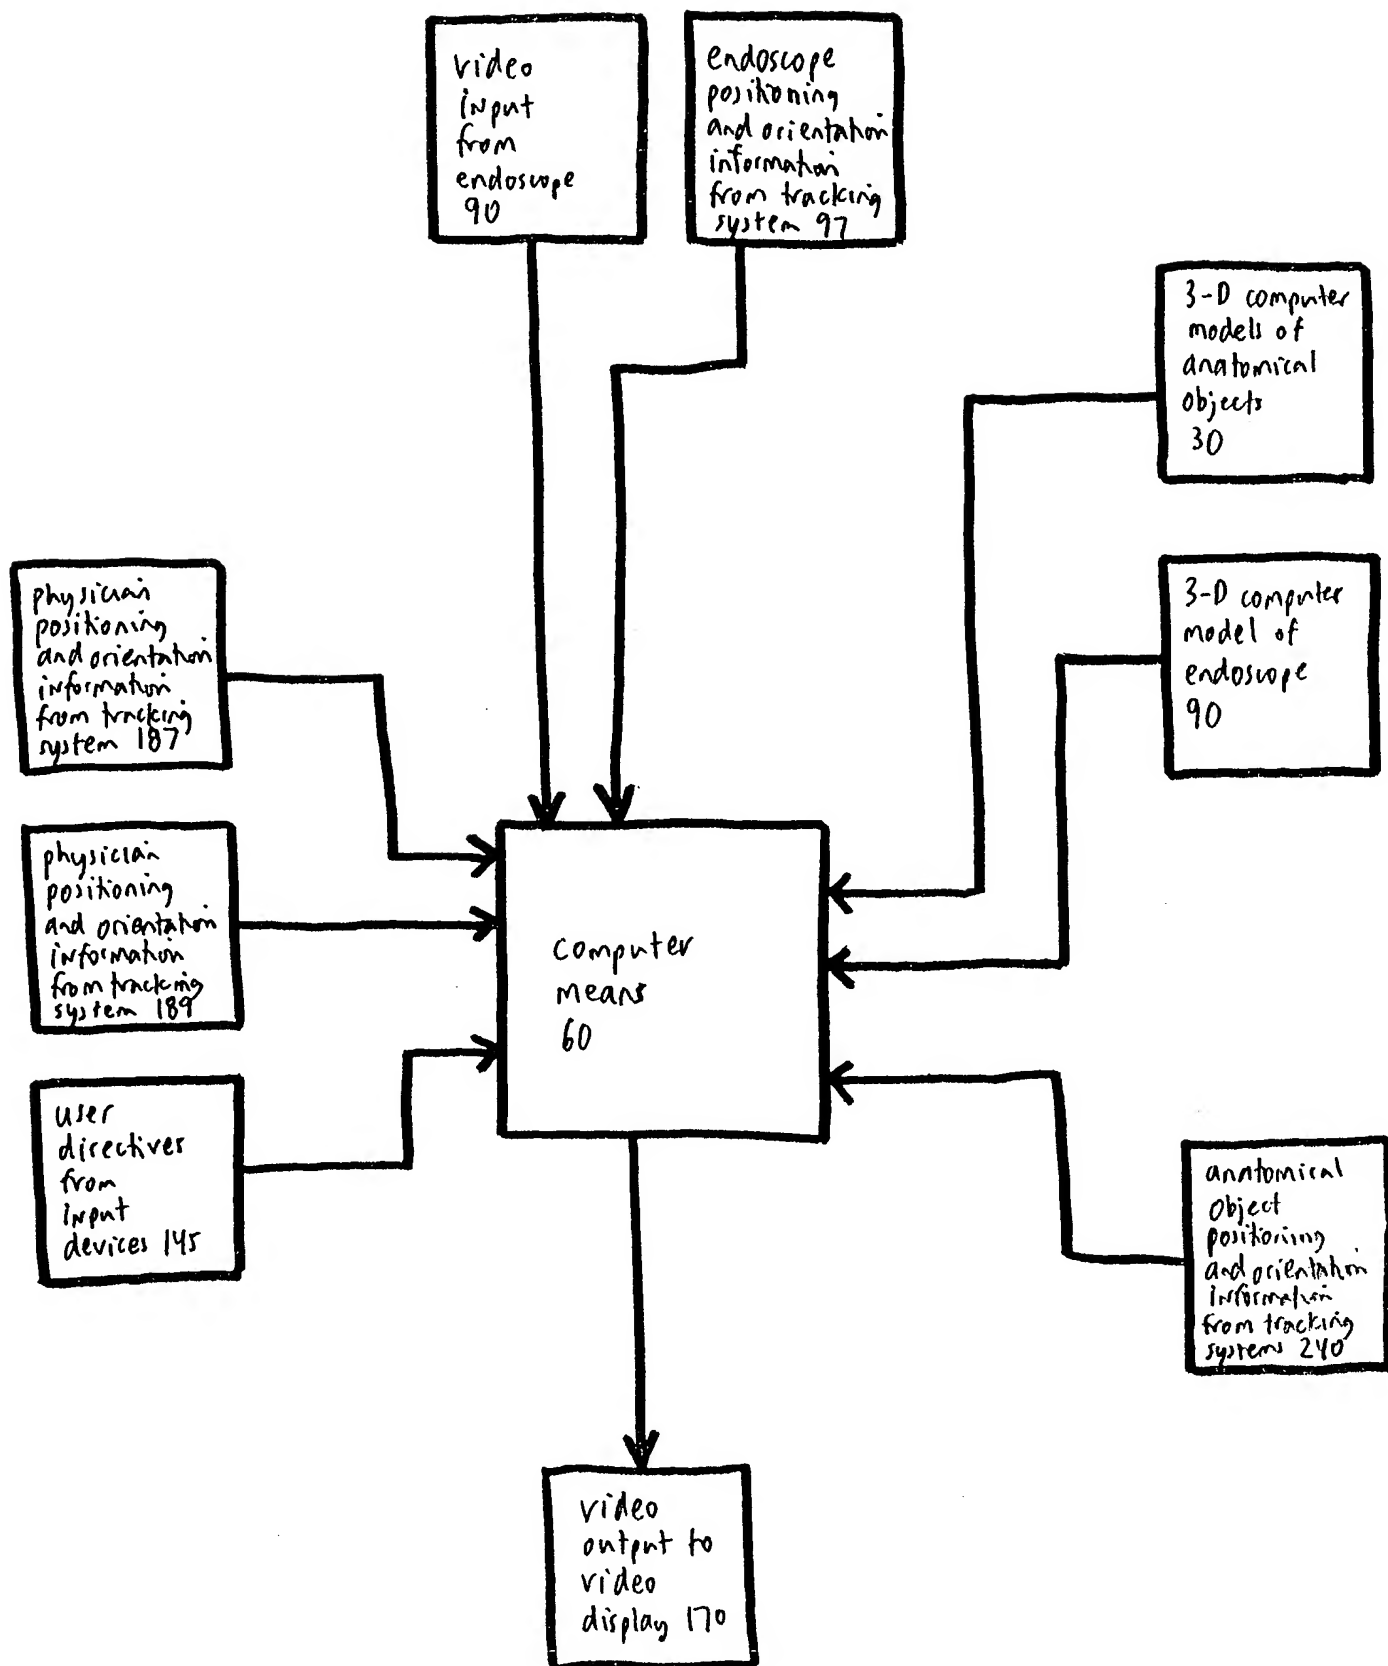 video
input
from
endoscope
90
endoscope
positioning
and orientation
information
from tracking
system 97
3-D computer
models of
anatomical
objects
30
physician
positioning
and orientation
information
from tracking
system 187
3-D computer
model of
endoscope
90
physician
positioning
and orientation
information
from tracking
system 189
computer
means
60
user
directives
from
input
devices 145
anatomical
object
positioning
and orientation
information
from tracking
systems 240
video
output to
video
display 170